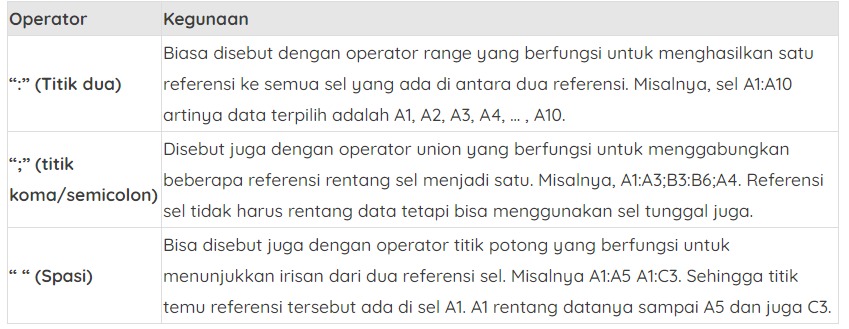 Operator Kegunaan
“:” (Titik dua)
Biasa disebut dengan operator range yang berfungsi untuk menghasilkan satu
referensi ke semua sel yang ada di antara dua referensi. Misalnya, sel A1:A10
artinya data terpilih adalah A1, A2, A3, A4, ... , A10.
“;” (titik
koma/semicolon)
Disebut juga dengan operator union yang berfungsi untuk menggabungkan
beberapa referensi rentang sel menjadi satu. Misalnya, A1:A3;B3:B6;A4. Referensi
sel tidak harus rentang data tetapi bisa menggunakan sel tunggal juga.
“ “ (Spasi)
Bisa disebut juga dengan operator titik potong yang berfungsi untuk
menunjukkan irisan dari dua referensi sel. Misalnya A1:A5 A1:C3. Sehingga titik
temu referensi tersebut ada di sel A1. A1 rentang datanya sampai A5 dan juga C3.